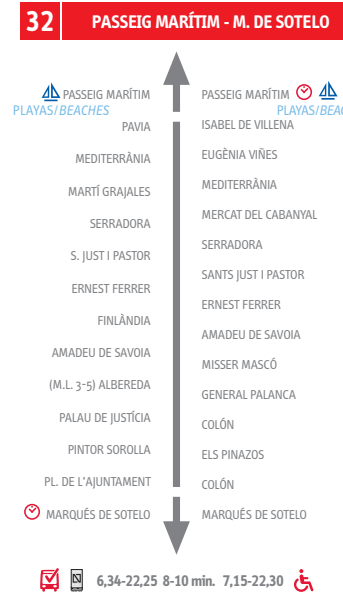 32 PASSEIG MARÍTIM - M. DE SOTELO
PASSEIG MARÍTIM
PLAYAS/BEACHES
PAVIA
MEDITERRÀNIA
MARTÍ GRAJALES
SERRADORA
S. JUST I PASTOR
ERNEST FERRER
FINLÀNDIA
AMADEU DE SAVOIA
(M.L. 3-5) ALBEREDA
PALAU DE JUSTÍCIA
PINTOR SOROLLA
PL. DE L'AJUNTAMENT
MARQUÉS DE SOTELO
PASSEIG MARÍTIM
PLAYAS/BEA
ISABEL DE VILLENA
EUGÈNIA VIÑES
MEDITERRÀNIA
MERCAT DEL CABANYAL
SERRADORA
SANTS JUST I PASTOR
ERNEST FERRER
AMADEU DE SAVOIA
MISSER MASCÓ
GENERAL PALANCA
COLÓN
ELS PINAZOS
COLÓN
MARQUÉS DE SOTELO
6,34-22,25 8-10 min. 7,15-22,30